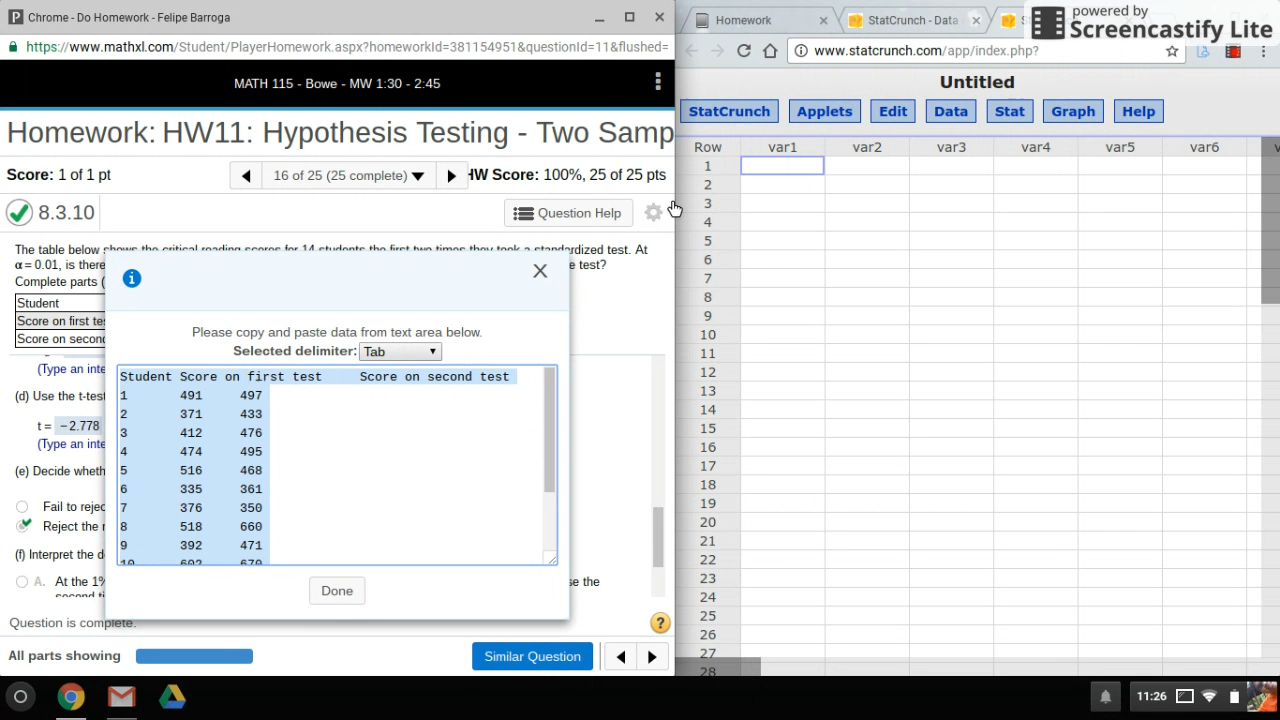 Chrome - Do Homework - Felipe Barroga
https://www.mathxl.com/Student/PlayerHomework.aspx?homeworkId=381154951&questionId=11&flushed=
MATH 115 - Bowe - MW 1:30 - 2:45
Homework: HW11: Hypothesis Testing - Two Samp
Score: 1 of 1 pt
16 of 25 (25 complete)
HW Score: 100%, 25 of 25 pts
8.3.10
Question Help
The table below shows the critical reading scores for 14 students the first two times they took a standardized test. At
α = 0.01, is there
e test?
Complete parts (
Student
Score on first tes
Score on second
(Type an inte
(d) Use the t-test
t = −2.778
(Type an inte
(e) Decide wheth
Fail to rejec
Reject the n
(f) Interpret the d
A. At the 1%
se the
second ti
Please copy and paste data from text area below.
Selected delimiter: Tab
Student Score on first test Score on second test
1 491 497
2 371 433
3 412 476
4 474 495
5 516 468
6 335 361
7 376 350
8 518 660
9 392 471
10 602 670
Done
Question is complete.
?
All parts showing
Similar Question
Homework
StatCrunch - Data
powered by
Screencastify Lite
www.statcrunch.com/app/index.php?
Untitled
StatCrunch Applets Edit Data Stat Graph Help
Row var1 var2 var3 var4 var5 var6
1
2
3
4
5
6
7
8
9
10
11
12
13
14
15
16
17
18
19
20
21
22
23
24
25
26
27
28
11:26